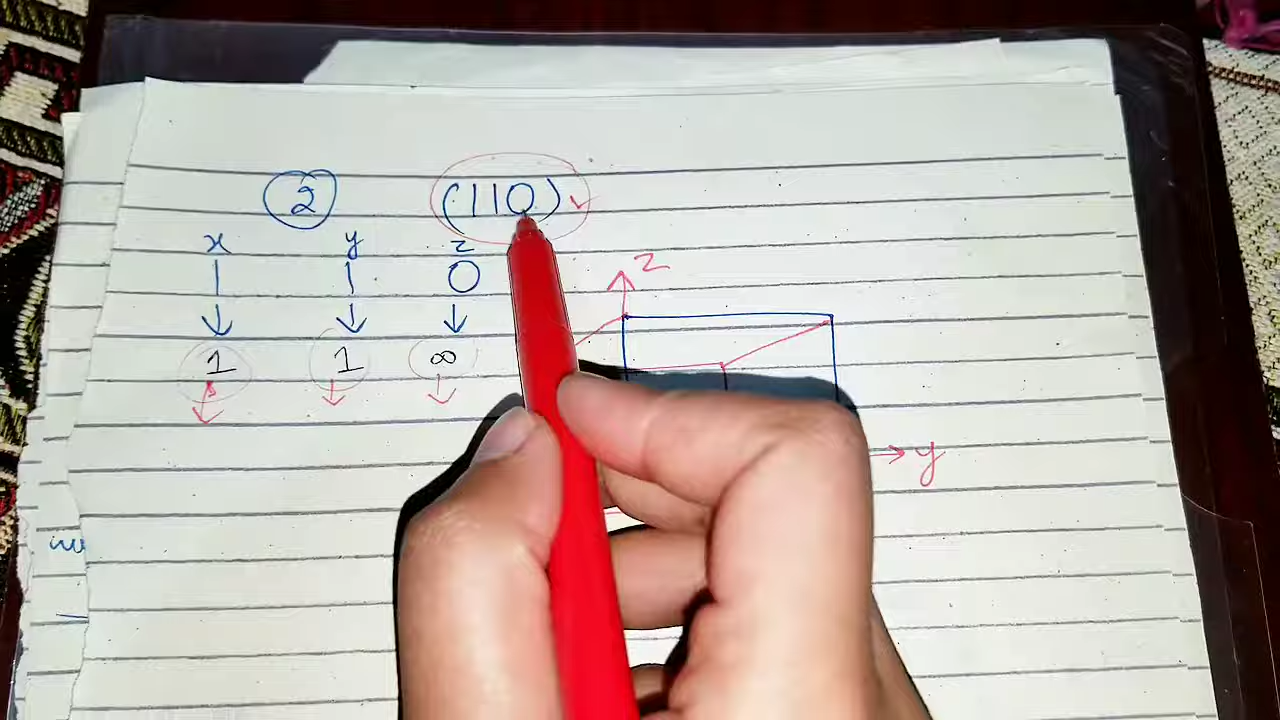 2 (110)
x y z
1 1 0
↓ ↓ ↓
1 1 ∞
z
y